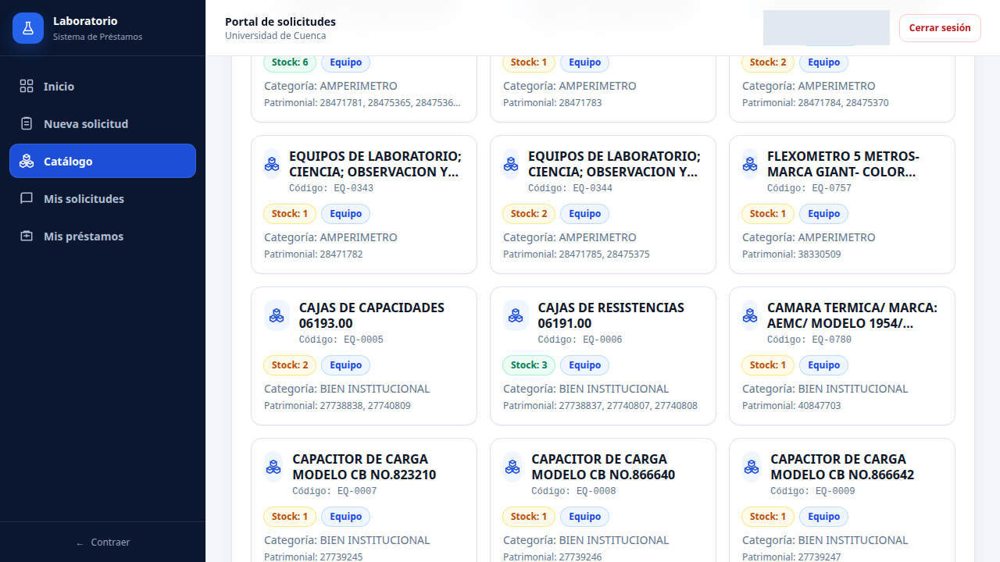 Laboratorio
Sistema de Préstamos
Inicio
Nueva solicitud
Catálogo
Mis solicitudes
Mis préstamos
← Contraer
Portal de solicitudes
Universidad de Cuenca
Cerrar sesión
Stock: 6 Equipo
Categoría: AMPERIMETRO
Patrimonial: 28471781, 28475365, 2847536...
Stock: 1 Equipo
Categoría: AMPERIMETRO
Patrimonial: 28471783
Stock: 2 Equipo
Categoría: AMPERIMETRO
Patrimonial: 28471784, 28475370
EQUIPOS DE LABORATORIO;
CIENCIA; OBSERVACION Y...
Código: EQ-0343
Stock: 1 Equipo
Categoría: AMPERIMETRO
Patrimonial: 28471782
EQUIPOS DE LABORATORIO;
CIENCIA; OBSERVACION Y...
Código: EQ-0344
Stock: 2 Equipo
Categoría: AMPERIMETRO
Patrimonial: 28471785, 28475375
FLEXOMETRO 5 METROS-
MARCA GIANT- COLOR...
Código: EQ-0757
Stock: 1 Equipo
Categoría: AMPERIMETRO
Patrimonial: 38330509
CAJAS DE CAPACIDADES
06193.00
Código: EQ-0005
Stock: 2 Equipo
Categoría: BIEN INSTITUCIONAL
Patrimonial: 27738838, 27740809
CAJAS DE RESISTENCIAS
06191.00
Código: EQ-0006
Stock: 3 Equipo
Categoría: BIEN INSTITUCIONAL
Patrimonial: 27738837, 27740807, 27740808
CAMARA TERMICA/ MARCA:
AEMC/ MODELO 1954/...
Código: EQ-0780
Stock: 1 Equipo
Categoría: BIEN INSTITUCIONAL
Patrimonial: 40847703
CAPACITOR DE CARGA
MODELO CB NO.823210
Código: EQ-0007
Stock: 1 Equipo
Categoría: BIEN INSTITUCIONAL
Patrimonial: 27739245
CAPACITOR DE CARGA
MODELO CB NO.866640
Código: EQ-0008
Stock: 1 Equipo
Categoría: BIEN INSTITUCIONAL
Patrimonial: 27739246
CAPACITOR DE CARGA
MODELO CB NO.866642
Código: EQ-0009
Stock: 1 Equipo
Categoría: BIEN INSTITUCIONAL
Patrimonial: 27739247